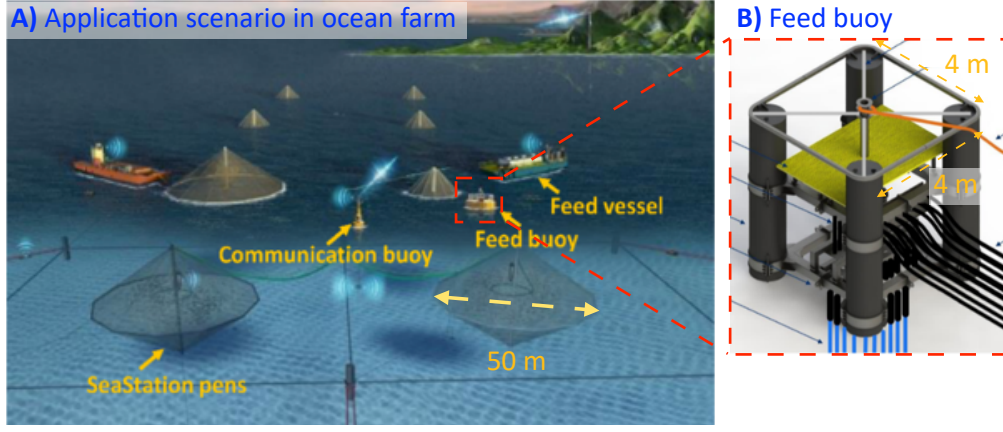 A) Application scenario in ocean farm
B) Feed buoy
4 m
4 m
Feed vessel
Communication buoy
Feed buoy
50 m
SeaStation pens